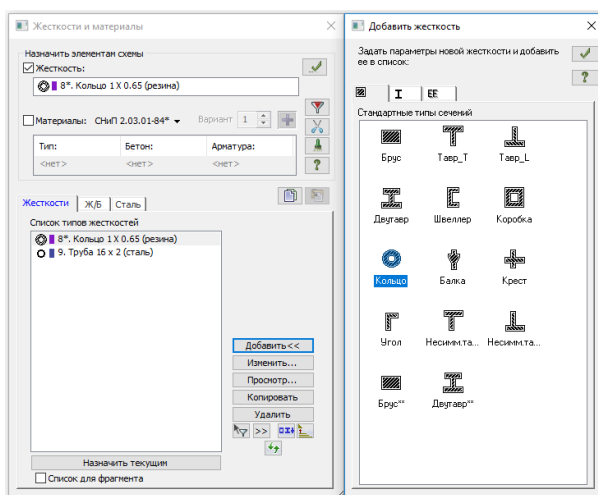 Жесткости и материалы
Назначить элементам схемы
Жесткость:
8*. Кольцо 1 X 0.65 (резина)
Материалы: СНиП 2.03.01-84*
Вариант 1
Тип: Бетон: Арматура:
<нет> <нет> <нет>
Жесткости Ж/Б Сталь
Список типов жесткостей
8*. Кольцо 1 X 0.65 (резина)
9. Труба 16 x 2 (сталь)
Добавить<<
Изменить...
Просмотр...
Копировать
Удалить
>>
Назначить текущим
Список для фрагмента
Добавить жесткость
Задать параметры новой жесткости и добавить
ее в список:
Стандартные типы сечений
Брус Тавр_T Тавр_L
Двутавр Швеллер Коробка
Кольцо Балка Крест
Угол Несимм.та... Несимм.та...
Брус** Двутавр**